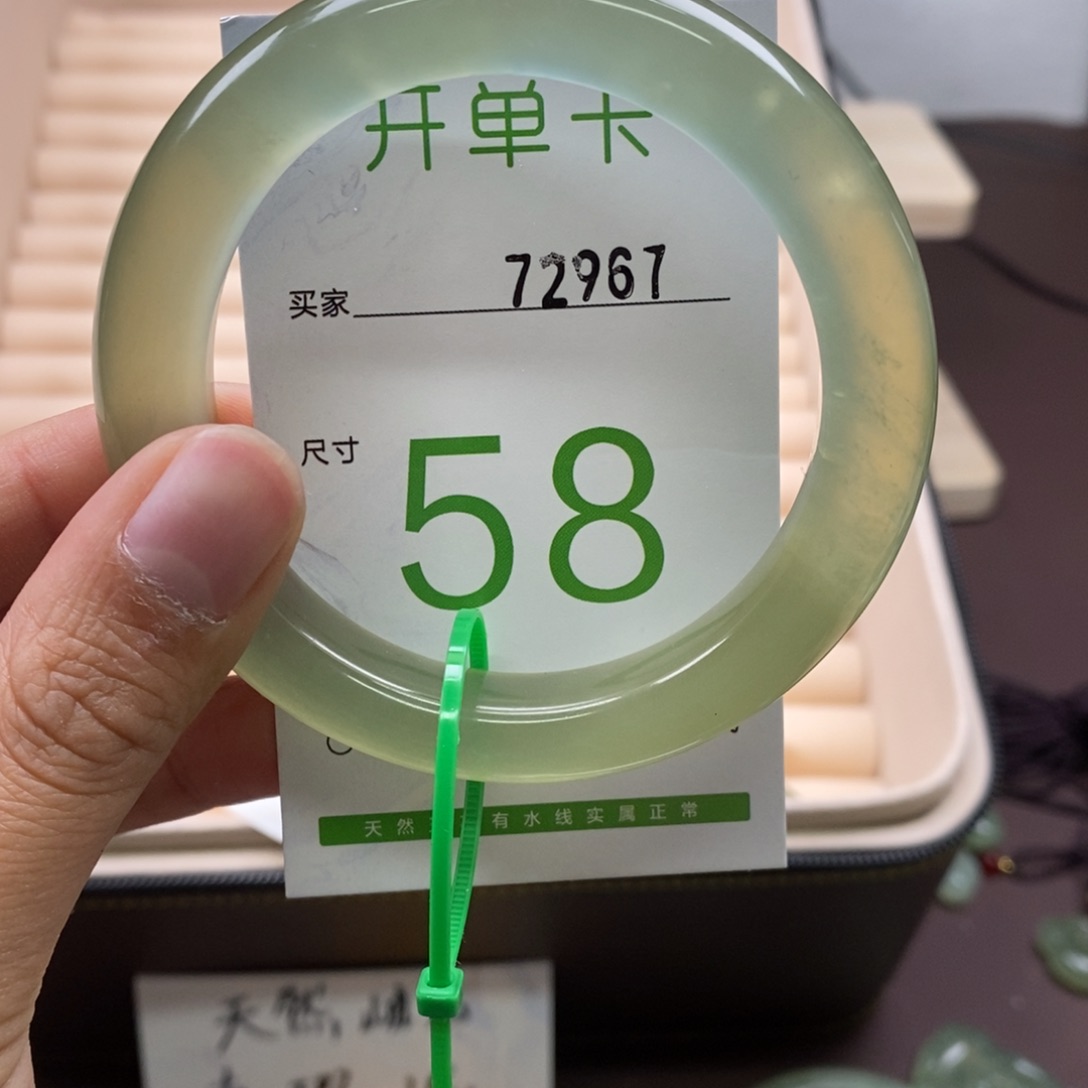 开单卡
买家 72967
尺寸 58
天然 有水线实属正常
天然,